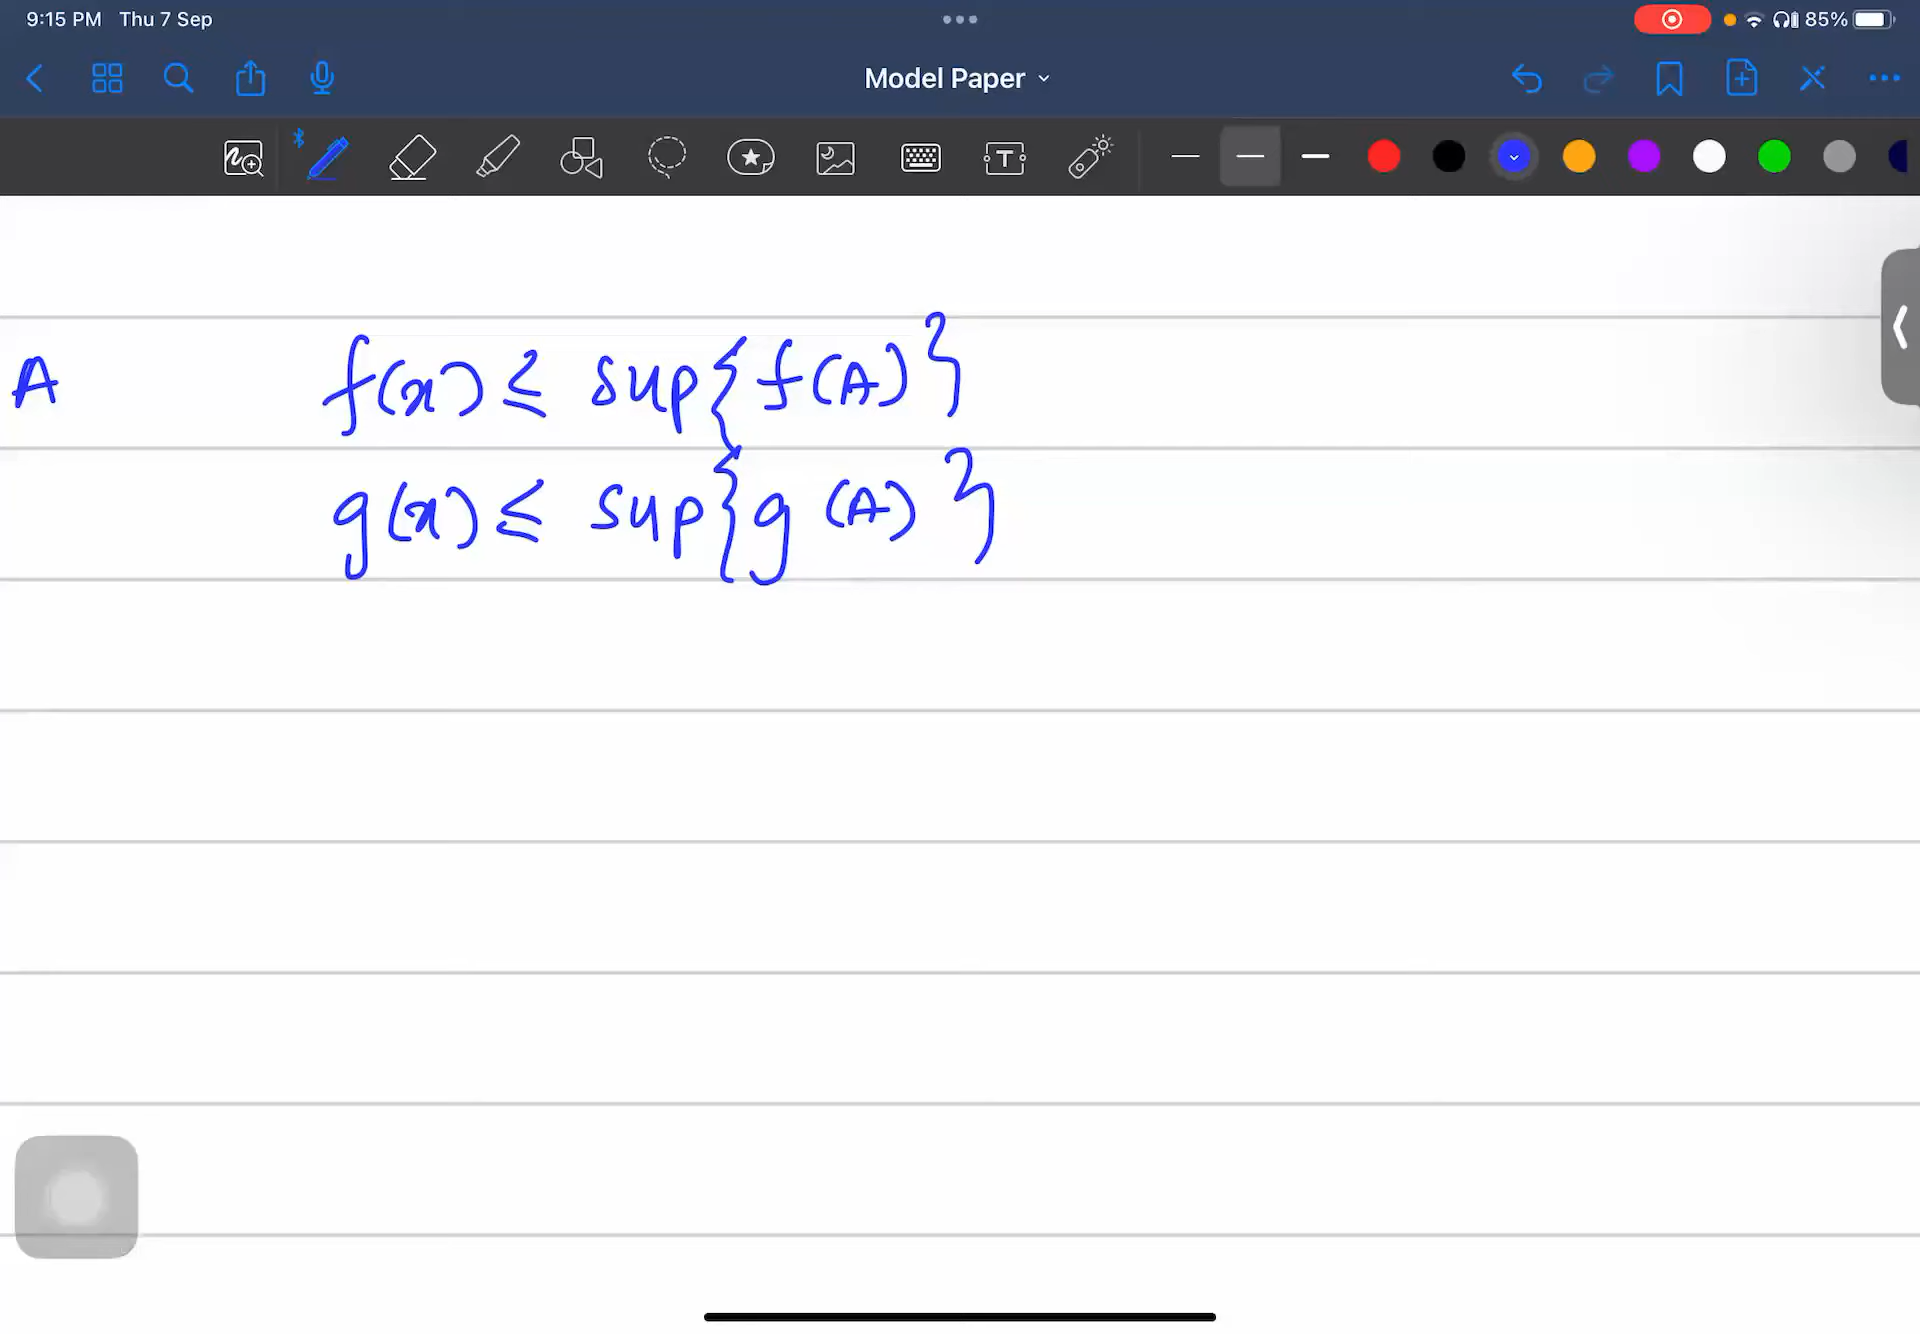 9:15 PM Thu 7 Sep
85%
Model Paper
T
A f(x) ≤ sup{f(A)}
g(x) ≤ sup{g(A)}